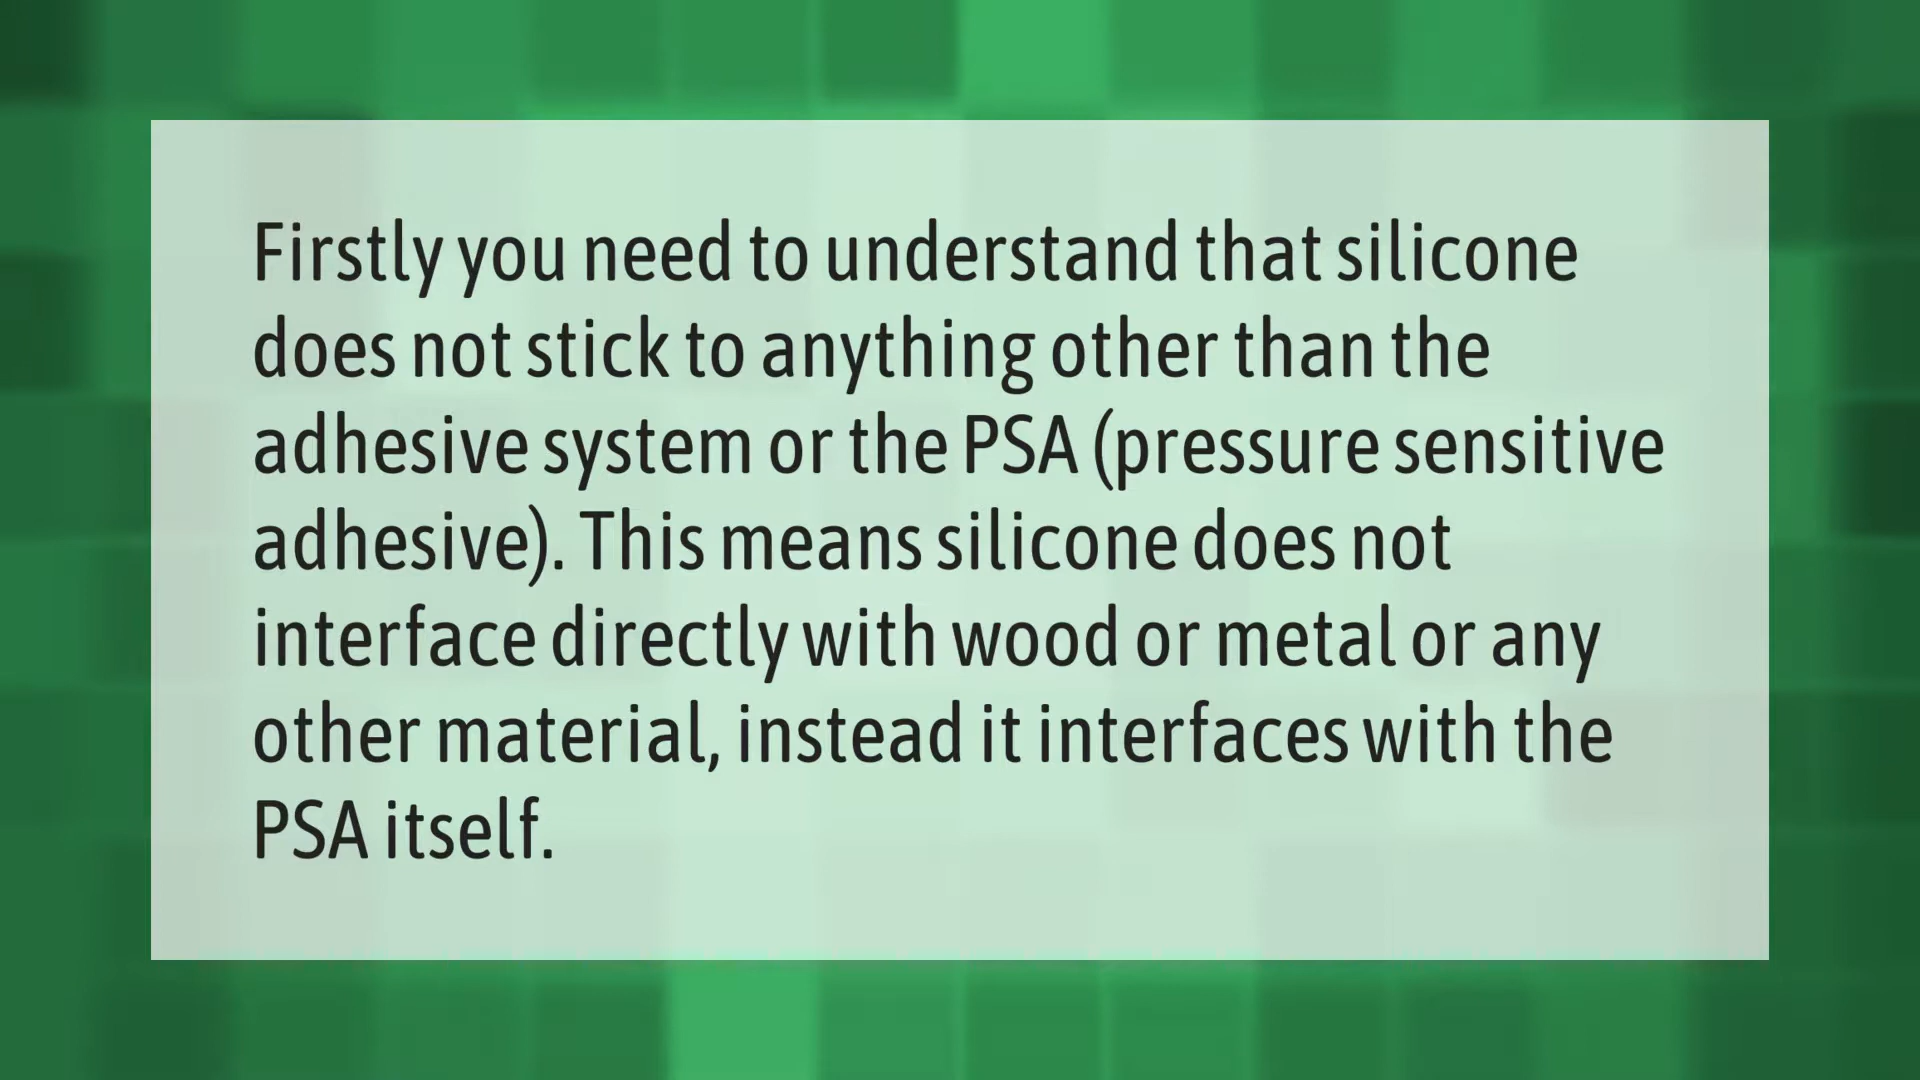 Firstly you need to understand that silicone
does not stick to anything other than the
adhesive system or the PSA (pressure sensitive
adhesive). This means silicone does not
interface directly with wood or metal or any
other material, instead it interfaces with the
PSA itself.